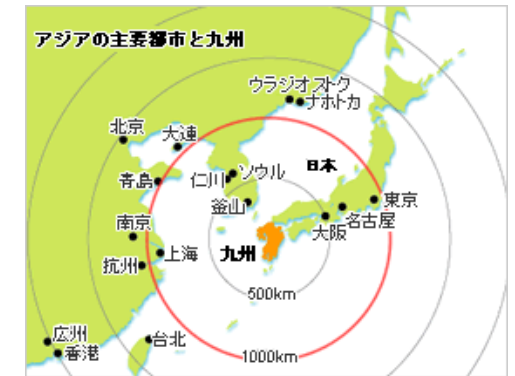 アジアの主要都市と九州
ウラジオストク
ナホトカ
北京
大連
日本
青島
仁川
ソウル
釜山
東京
名古屋
大阪
南京
九州
上海
杭州
500km
広州
香港
台北
1000km